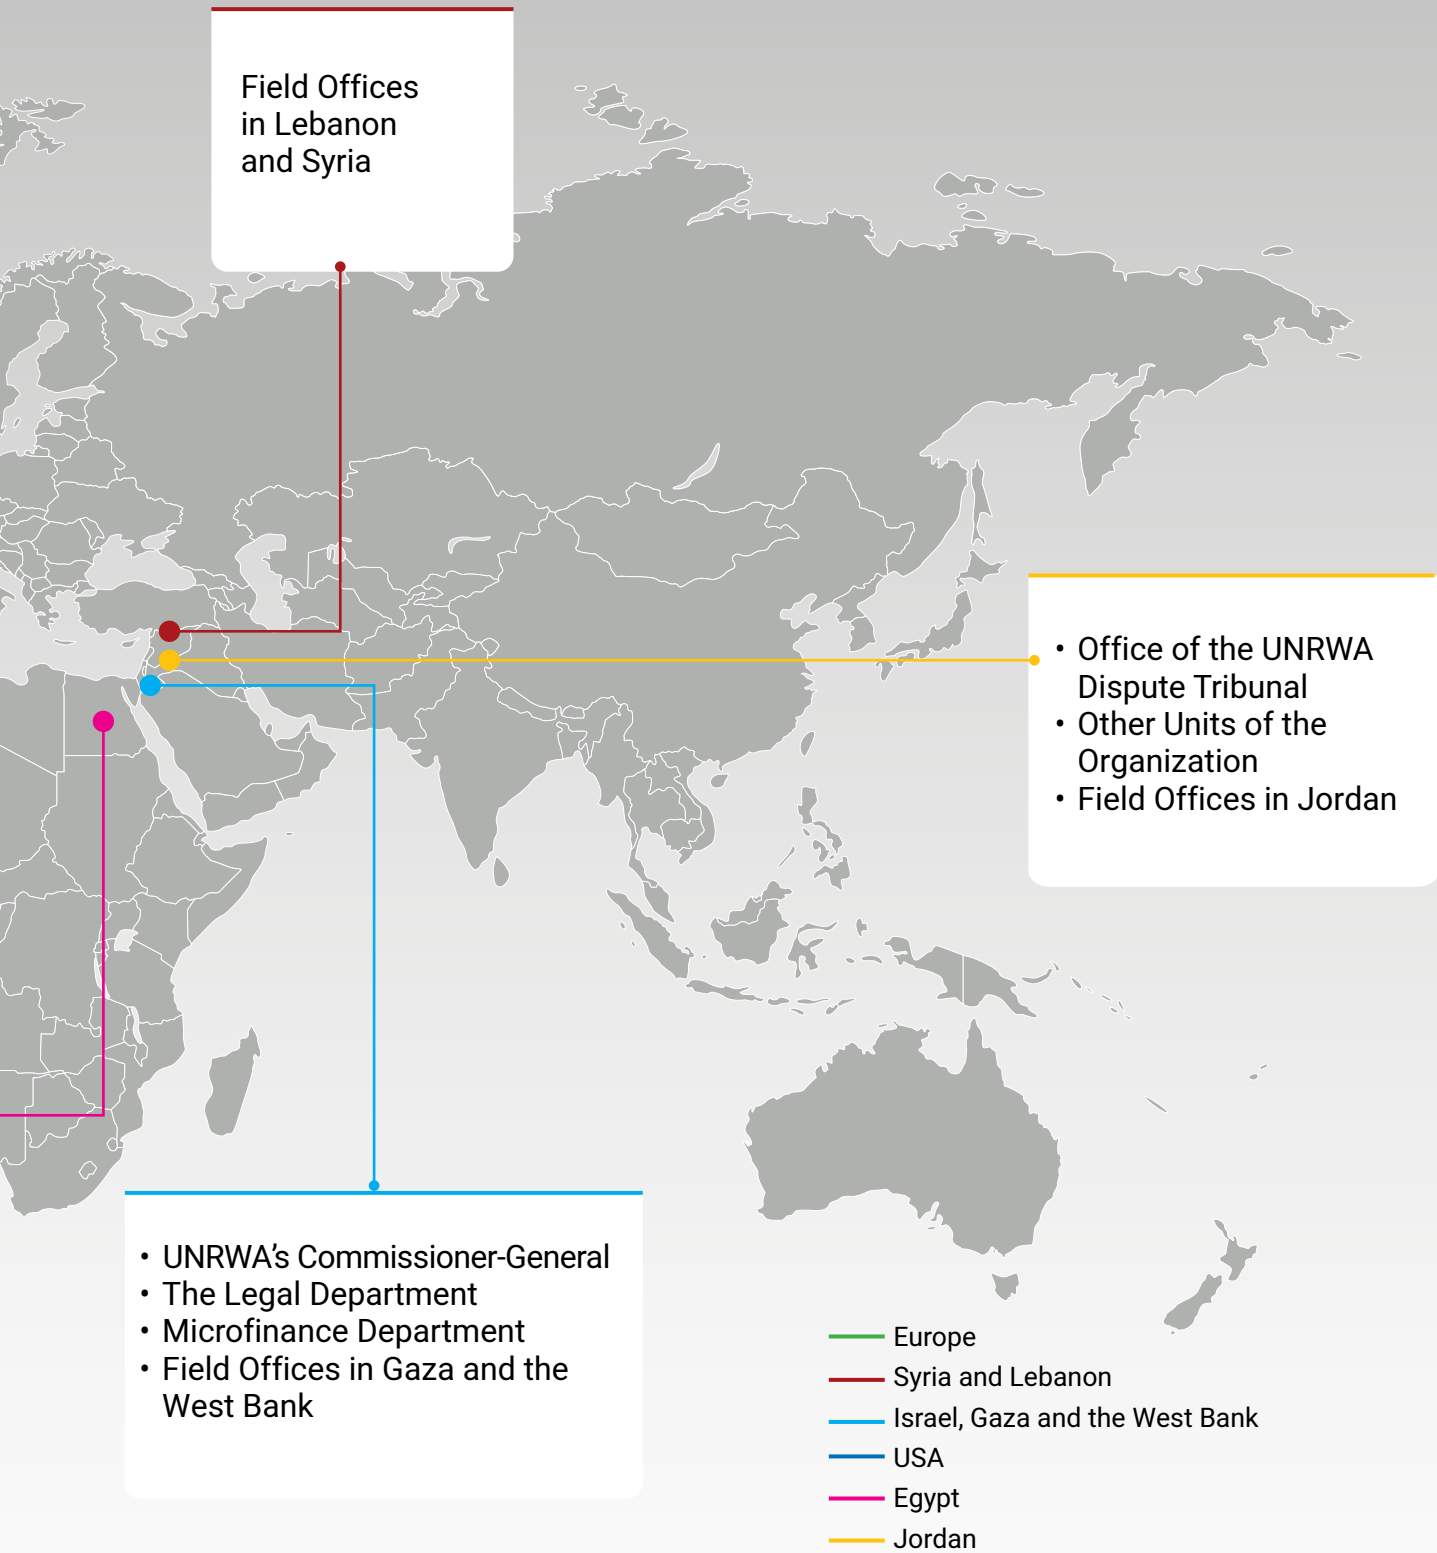 Field Offices
in Lebanon
and Syria
• Office of the UNRWA
Dispute Tribunal
• Other Units of the
Organization
• Field Offices in Jordan
• UNRWA’s Commissioner-General
• The Legal Department
• Microfinance Department
• Field Offices in Gaza and the
West Bank
Europe
Syria and Lebanon
Israel, Gaza and the West Bank
USA
Egypt
Jordan